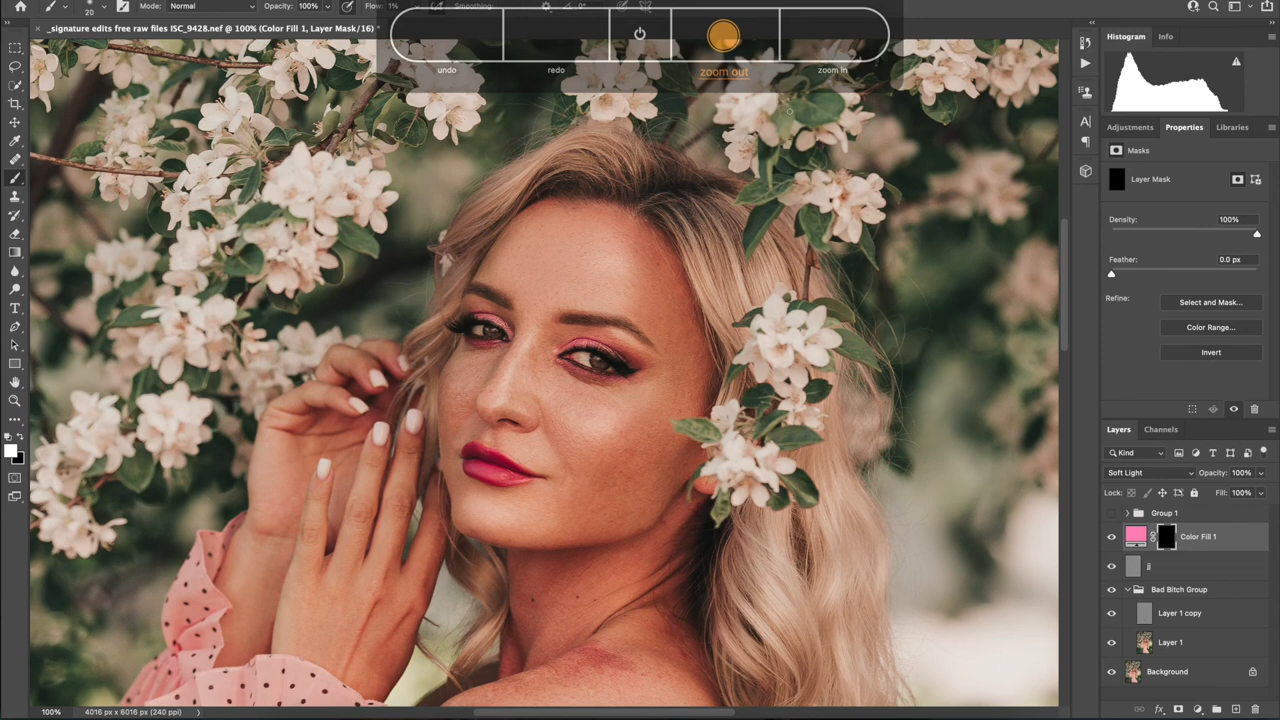 20
Mode:
Normal
Opacity:
100%
Flow:
1%
Smoothing:
0°
× _signature edits free raw files ISC_9428.nef @ 100% (Color Fill 1, Layer Mask/16) *
undo
redo
zoom out
zoom in
Histogram
Info
Adjustments
Properties
Libraries
Masks
Layer Mask
Density:
100%
Feather:
0.0 px
Refine:
Select and Mask...
Color Range...
Invert
Layers
Channels
Kind
Soft Light
Opacity: 100%
Lock:
Fill: 100%
Group 1
Color Fill 1
jj
Bad Bitch Group
Layer 1 copy
Layer 1
Background
100%
4016 px x 6016 px (240 ppi)